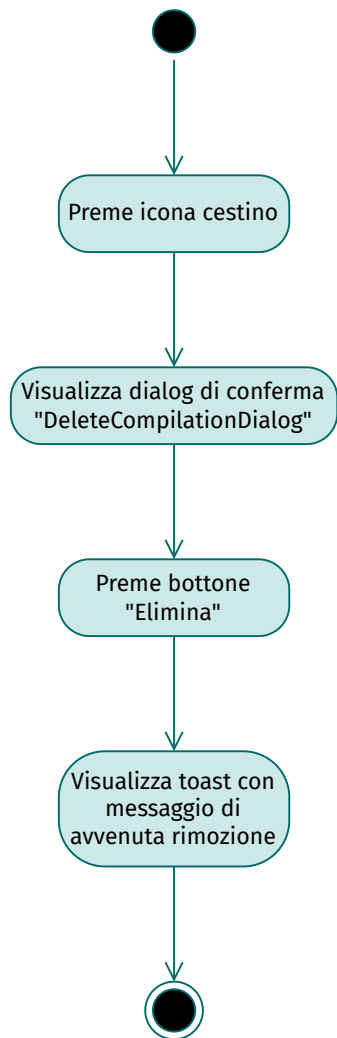 Preme icona cestino
Visualizza dialog di conferma
"DeleteCompilationDialog"
Preme bottone
"Elimina"
Visualizza toast con
messaggio di
avvenuta rimozione